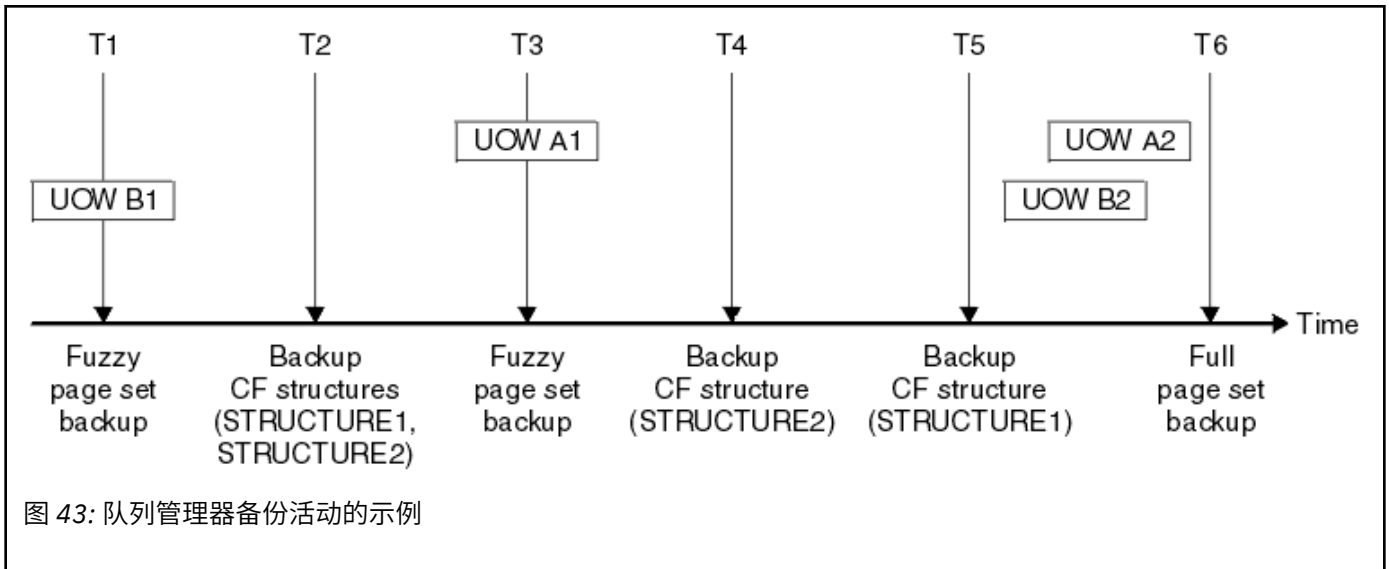 T1 T2 T3 T4 T5 T6
UOW A1
UOW A2
UOW B1
UOW B2
Time
Fuzzy
page set
backup
Backup
CF structures
(STRUCTURE1,
STRUCTURE2)
Fuzzy
page set
backup
Backup
CF structure
(STRUCTURE2)
Backup
CF structure
(STRUCTURE1)
Full
page set
backup
图 43: 队列管理器备份活动的示例